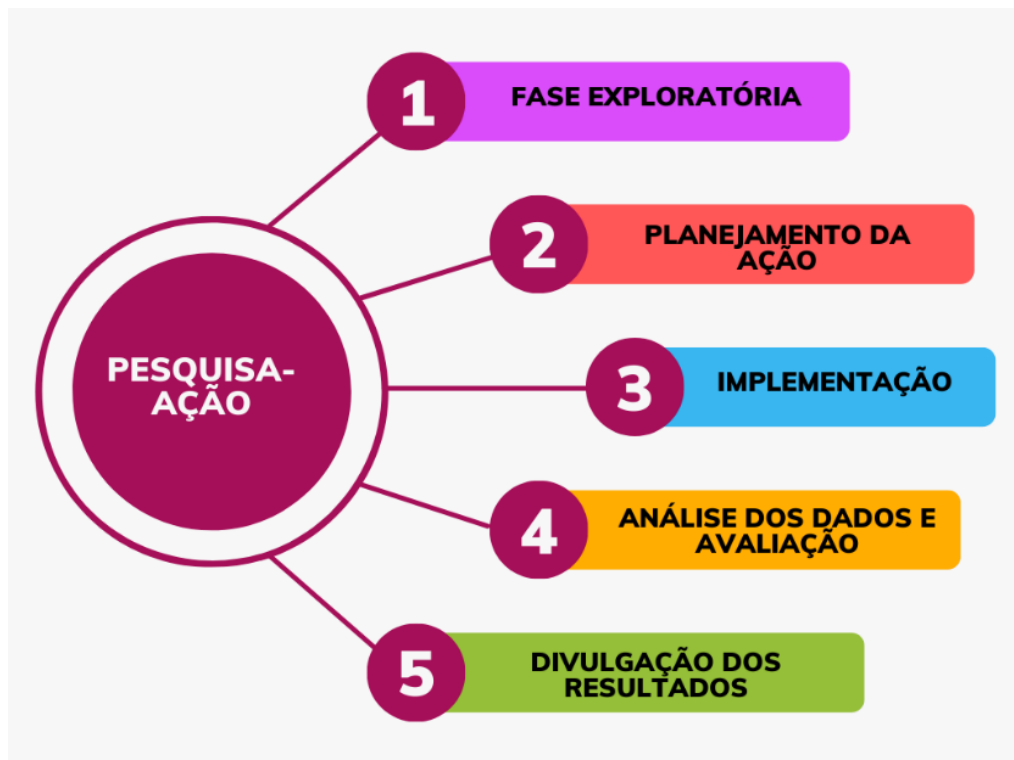 PESQUISA-
AÇÃO
1
FASE EXPLORATÓRIA
2
PLANEJAMENTO DA
AÇÃO
3
IMPLEMENTAÇÃO
4
ANÁLISE DOS DADOS E
AVALIAÇÃO
5
DIVULGAÇÃO DOS
RESULTADOS